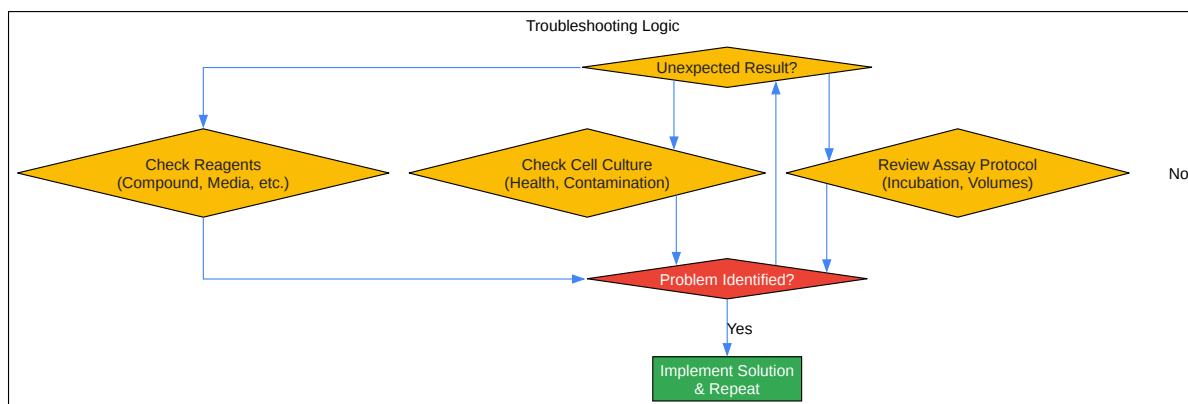 Troubleshooting Logic
Unexpected Result?
Check Reagents
(Compound, Media, etc.)
Check Cell Culture
(Health, Contamination)
Review Assay Protocol
(Incubation, Volumes)
No
Problem Identified?
Yes
Implement Solution
& Repeat